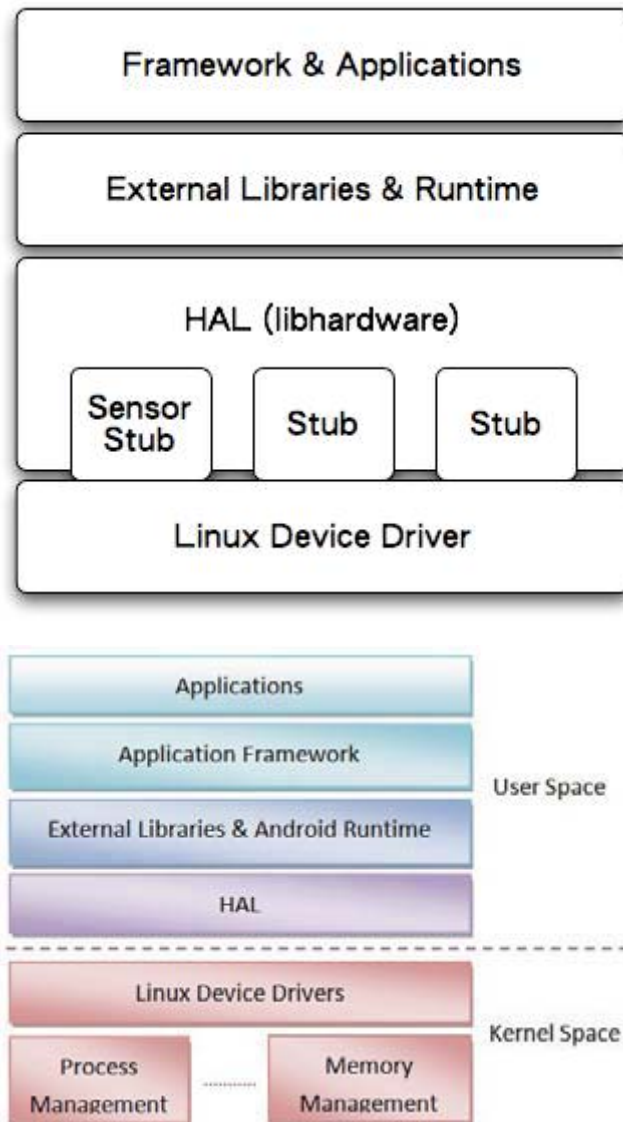 Framework & Applications
External Libraries & Runtime
HAL (libhardware)
Sensor
Stub
Stub
Stub
Linux Device Driver
Applications
Application Framework
User Space
External Libraries & Android Runtime
HAL
Linux Device Drivers
Kernel Space
Process
Management
Memory
Management